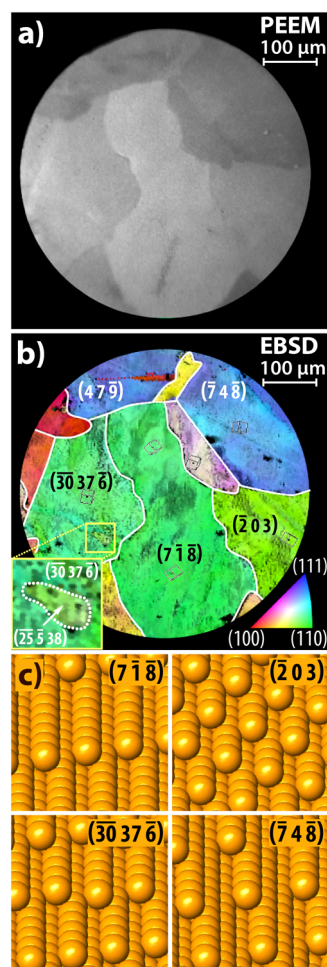 a)
PEEM
100 µm
b)
EBSD
100 µm
(4 7 9̅)
(7̅ 4 8̅)
(3̅0̅ 37 6̅)
(2̅ 0 3)
(7 1̅ 8̅)
(3̅0̅ 37 6̅)
(2̅5̅ 5̅ 38)
(111)
(100)
(110)
c)
(7 1̅ 8̅)
(2̅ 0 3)
(3̅0̅ 37 6̅)
(7̅ 4 8̅)